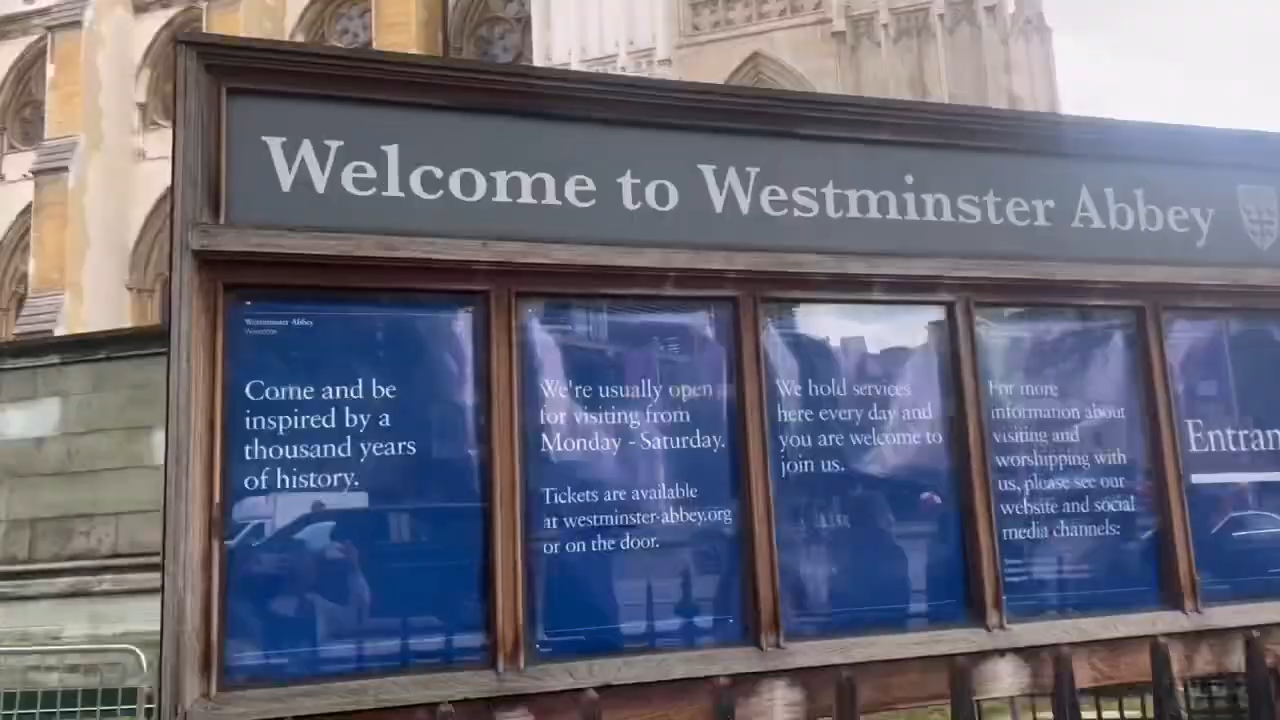 Welcome to Westminster Abbey
Westminster Abbey
Come and be
inspired by a
thousand years
of history.
We're usually open
for visiting from
Monday - Saturday.
Tickets are available
at westminster-abbey.org
or on the door.
We hold services
here every day and
you are welcome to
join us.
For more
information about
visiting and
worshipping with
us, please see our
website and social
media channels:
Entran